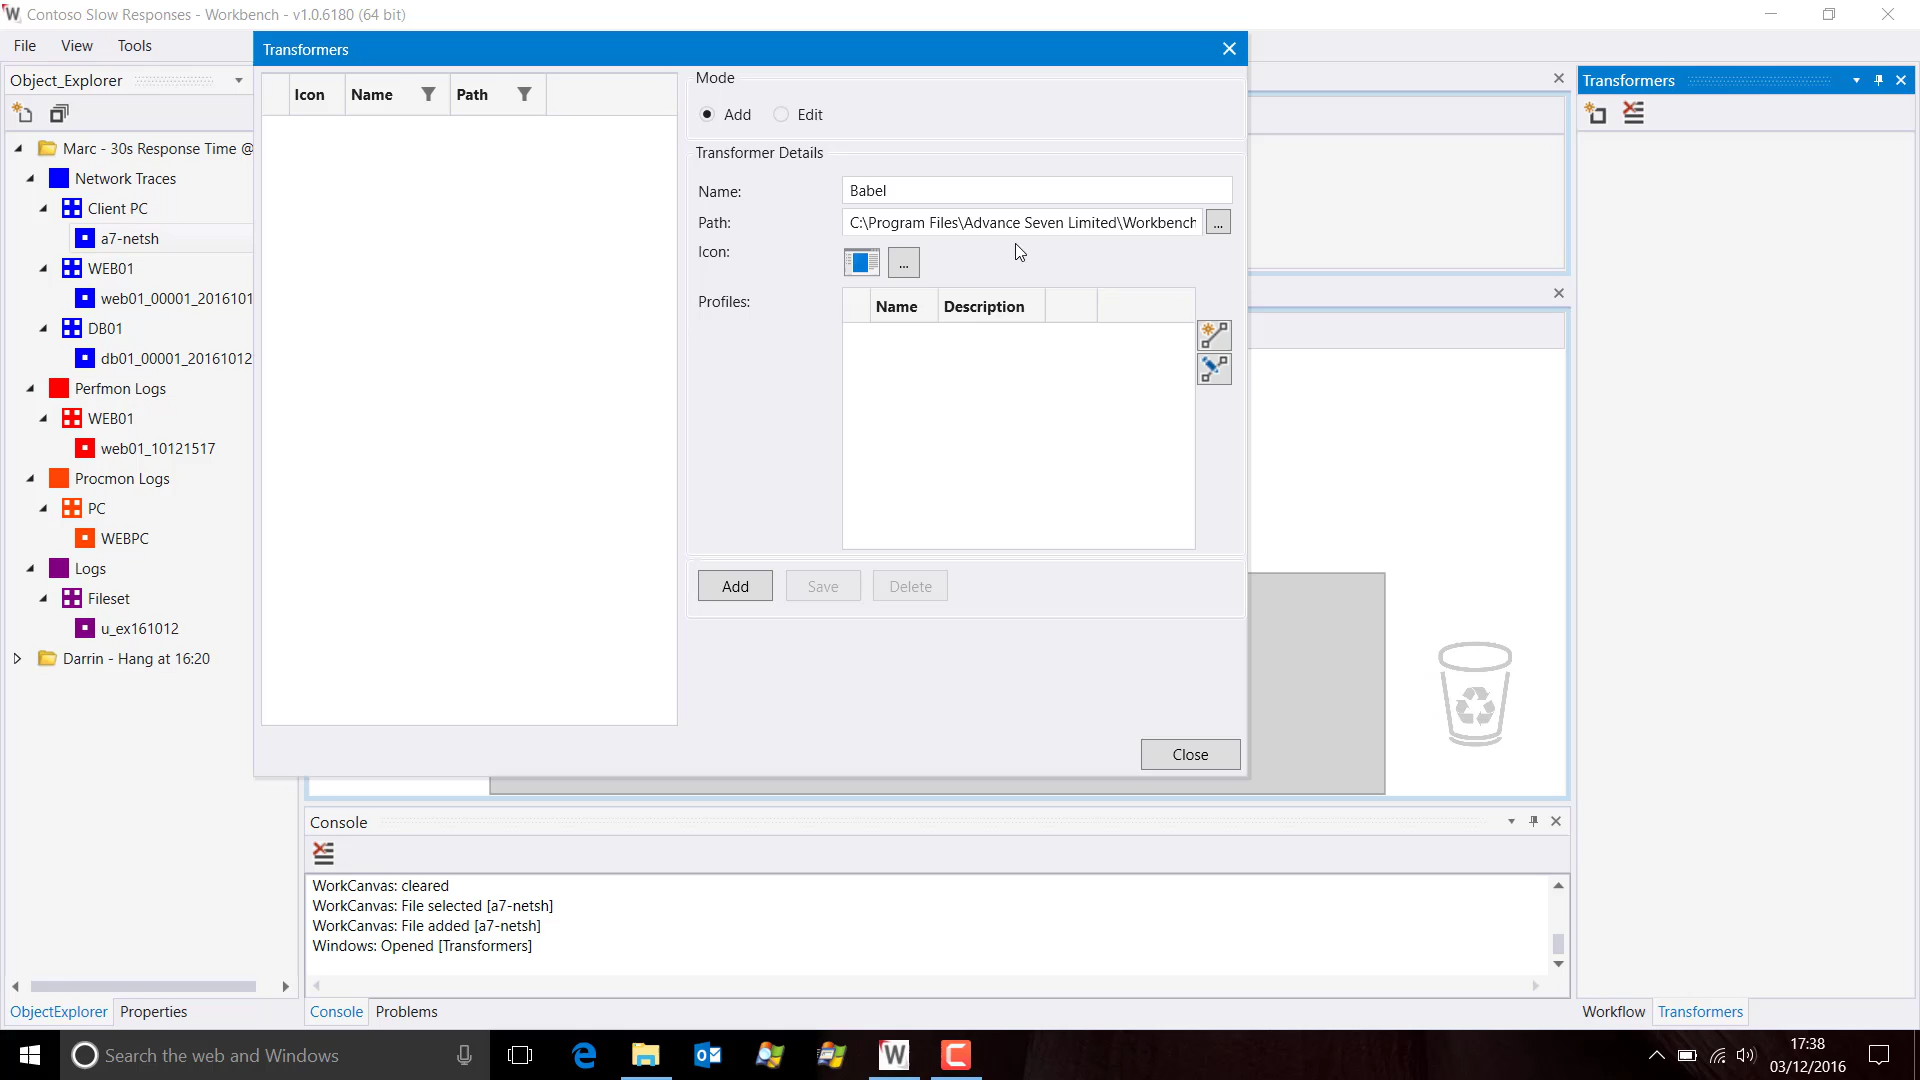 Contoso Slow Responses - Workbench - v1.0.6180 (64 bit)
File View Tools
Transformers
Object_Explorer
Marc - 30s Response Time @
Network Traces
Client PC
a7-netsh
WEB01
web01_00001_2016101
DB01
db01_00001_20161012
Perfmon Logs
WEB01
web01_10121517
Procmon Logs
PC
WEBPC
Logs
Fileset
u_ex161012
Darrin - Hang at 16:20
ObjectExplorer Properties
Icon Name Path
Mode
Add Edit
Transformer Details
Name: Babel
Path: C:\Program Files\Advance Seven Limited\Workbench ...
Icon: ...
Profiles: Name Description
Add Save Delete
Close
Console
WorkCanvas: cleared
WorkCanvas: File selected [a7-netsh]
WorkCanvas: File added [a7-netsh]
Windows: Opened [Transformers]
Console Problems
Transformers
Workflow Transformers
Search the web and Windows
17:38
03/12/2016